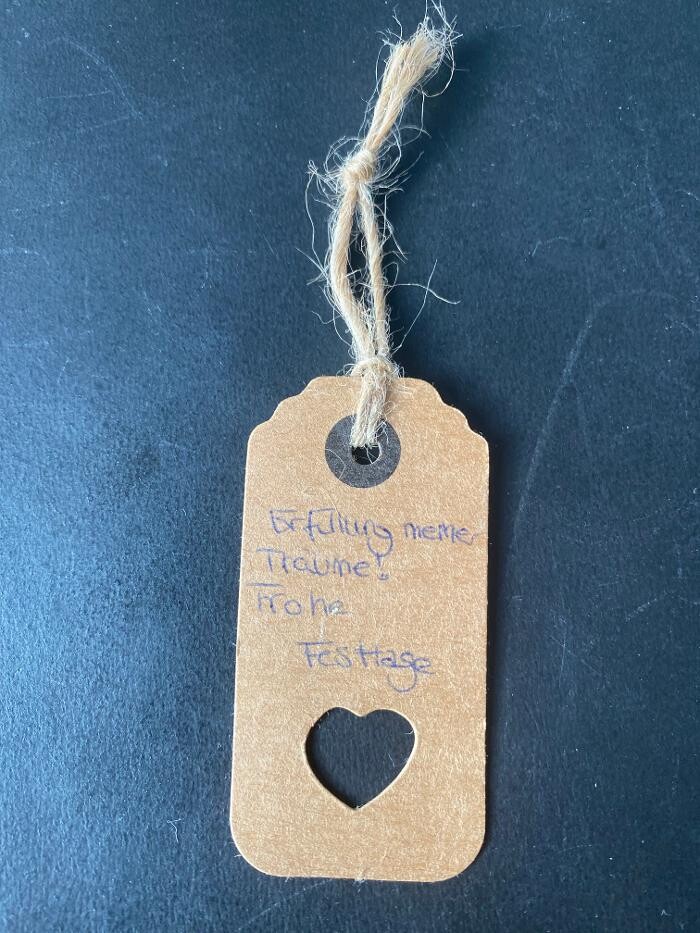 Erfüllung meiner
Träume!
Frohe
Festtage